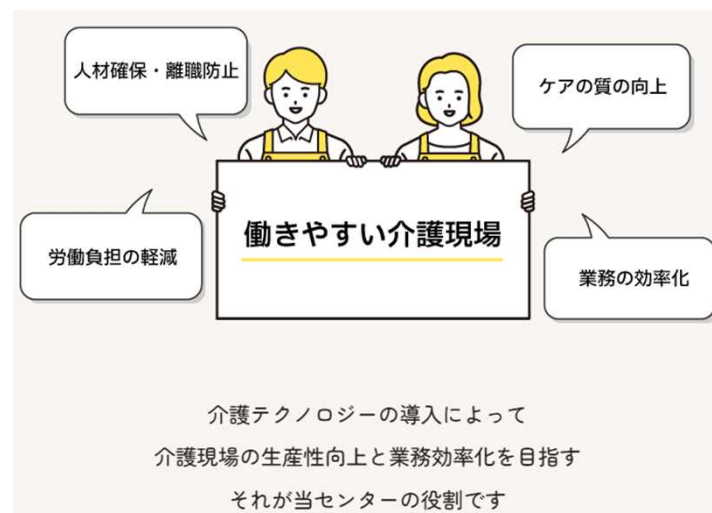 人材確保・離職防止
ケアの質の向上
働きやすい介護現場
労働負担の軽減
業務の効率化
介護テクノロジーの導入によって
介護現場の生産性向上と業務効率化を目指す
それが当センターの役割です